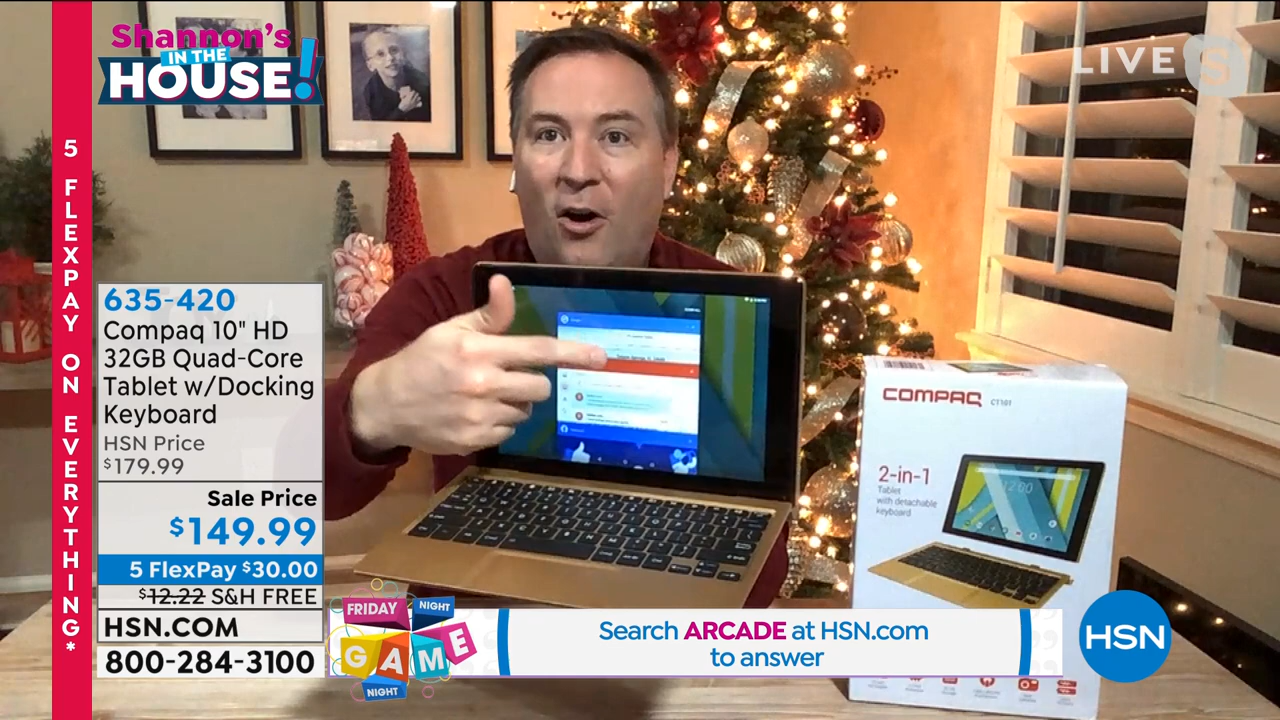 Shannon's
IN THE
HOUSE!
LIVE S
5 FLEXPAY ON EVERYTHING*
635-420
Compaq 10" HD
32GB Quad-Core
Tablet w/Docking
Keyboard
HSN Price
$179.99
Sale Price
$149.99
5 FlexPay $30.00
$12.22 S&H FREE
HSN.COM
800-284-3100
COMPAQ CT101
2-in-1
Tablet
with detachable
keyboard
12:00
FRIDAY
NIGHT
GAME
NIGHT
Search ARCADE at HSN.com
to answer
HSN